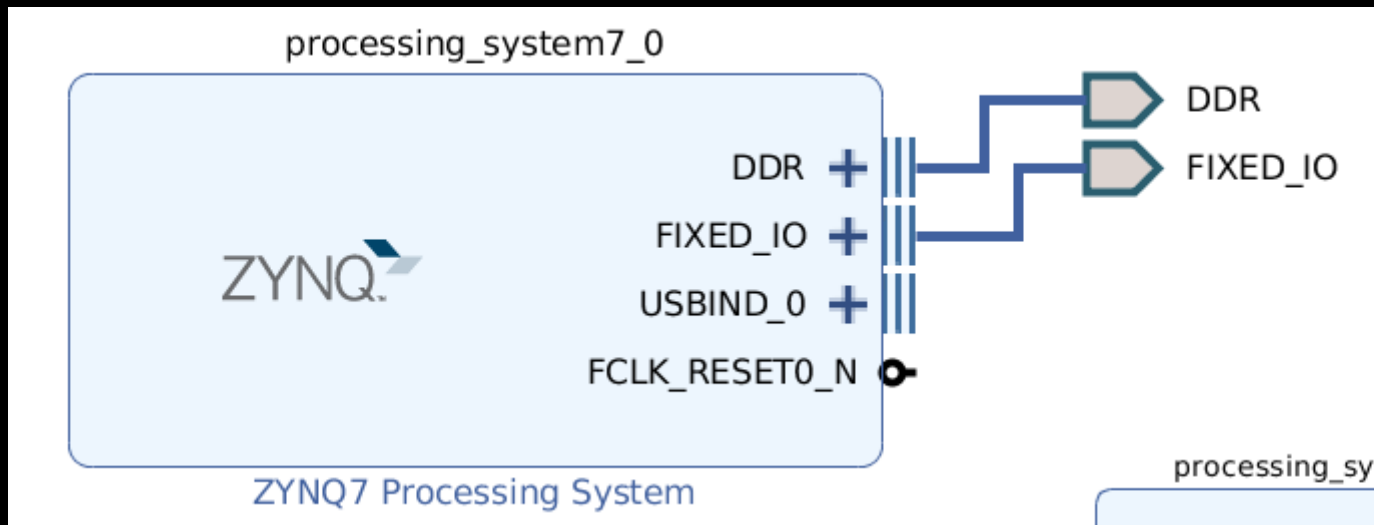 processing_system7_0
DDR
FIXED_IO
USBIND_0
FCLK_RESET0_N
ZYNQ
ZYNQ7 Processing System
DDR
FIXED_IO
processing_sy